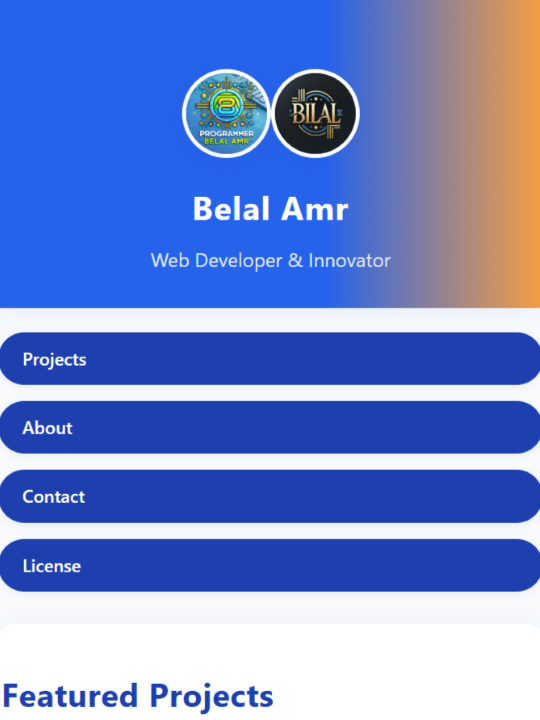 PROGRAMMER
BELAL AMR
BILAL
Belal Amr
Web Developer & Innovator
Projects
About
Contact
License
Featured Projects